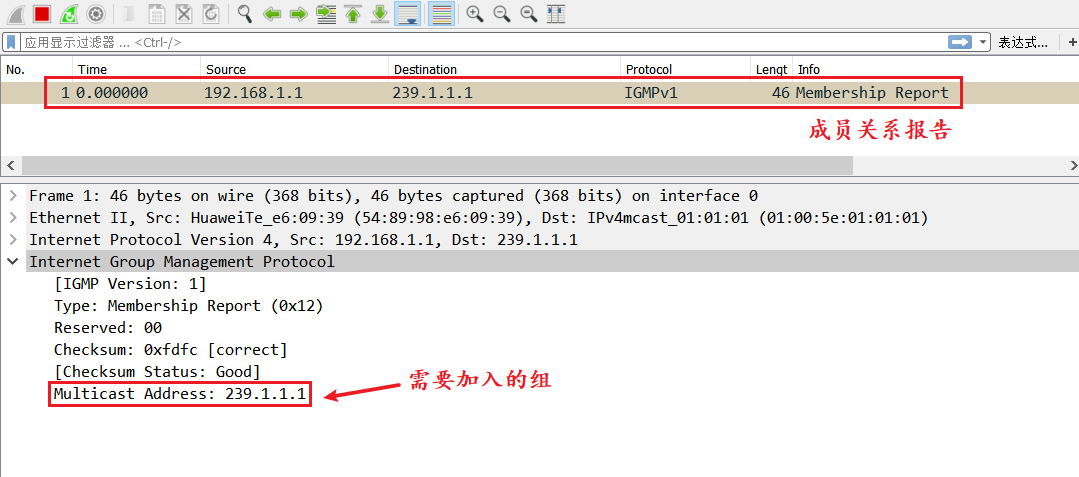 应用显示过滤器 … <Ctrl-/>
表达式…
+
No. Time Source Destination Protocol Lengt Info
1 0.000000 192.168.1.1 239.1.1.1 IGMPv1 46 Membership Report
成员关系报告
Frame 1: 46 bytes on wire (368 bits), 46 bytes captured (368 bits) on interface 0
Ethernet II, Src: HuaweiTe_e6:09:39 (54:89:98:e6:09:39), Dst: IPv4mcast_01:01:01 (01:00:5e:01:01:01)
Internet Protocol Version 4, Src: 192.168.1.1, Dst: 239.1.1.1
Internet Group Management Protocol
[IGMP Version: 1]
Type: Membership Report (0x12)
Reserved: 00
Checksum: 0xfdfc [correct]
[Checksum Status: Good]
Multicast Address: 239.1.1.1
需要加入的组